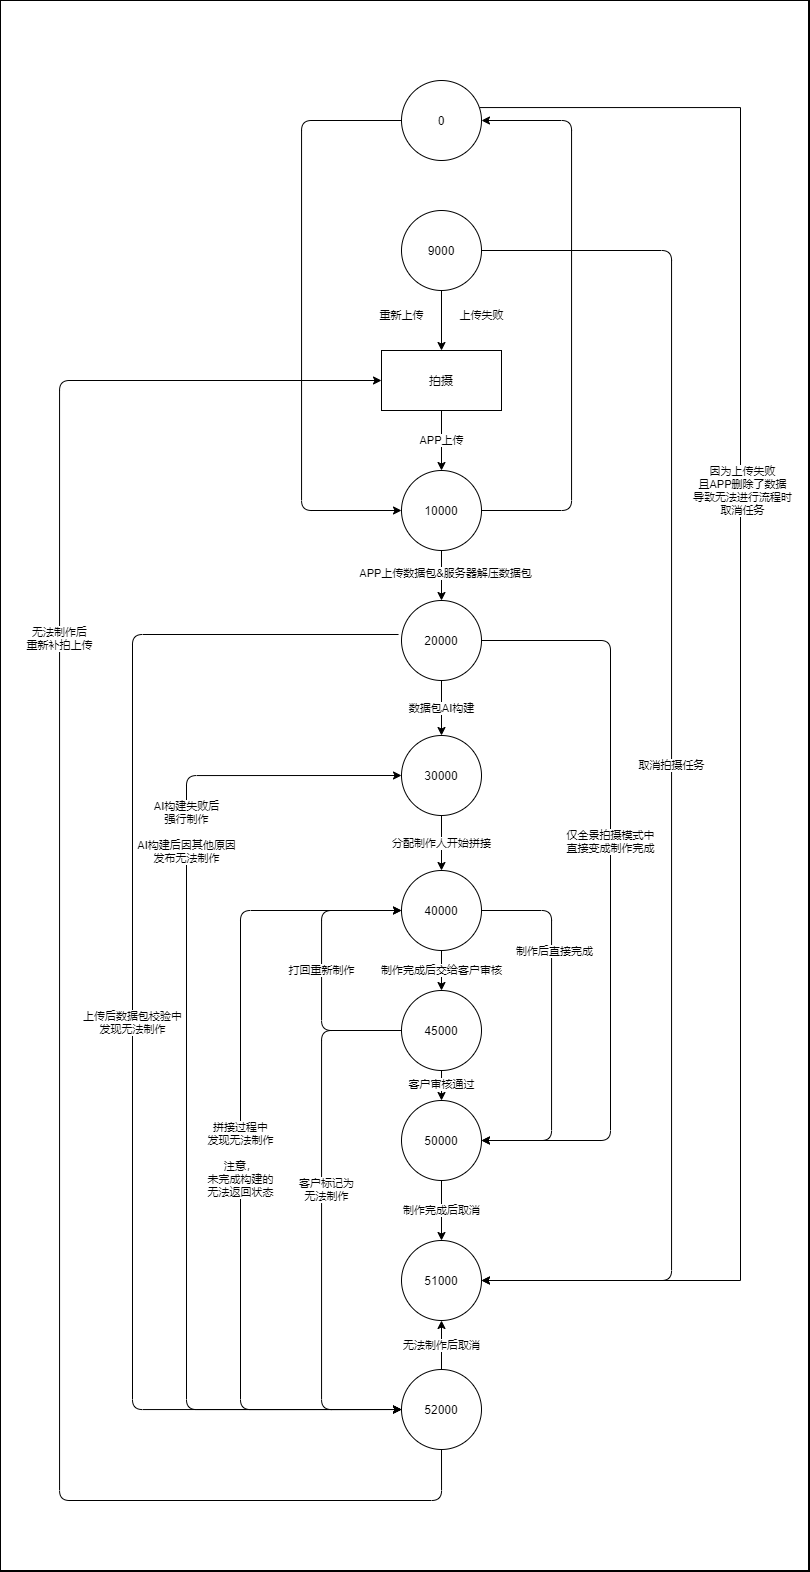 0
9000
重新上传
上传失败
拍摄
APP上传
因为上传失败
且APP删除了数据
导致无法进行流程时
取消任务
10000
APP上传数据包&服务器解压数据包
无法制作后
重新补拍上传
20000
数据包AI构建
取消拍摄任务
30000
AI构建失败后
强行制作
AI构建后因其他原因
发布无法制作
分配制作人开始拼接
仅全景拍摄模式中
直接变成制作完成
40000
制作后直接完成
打回重新制作
制作完成后交给客户审核
上传后数据包校验中
发现无法制作
45000
客户审核通过
拼接过程中
发现无法制作
注意，
未完成构建的
无法返回状态
50000
客户标记为
无法制作
制作完成后取消
51000
无法制作后取消
52000